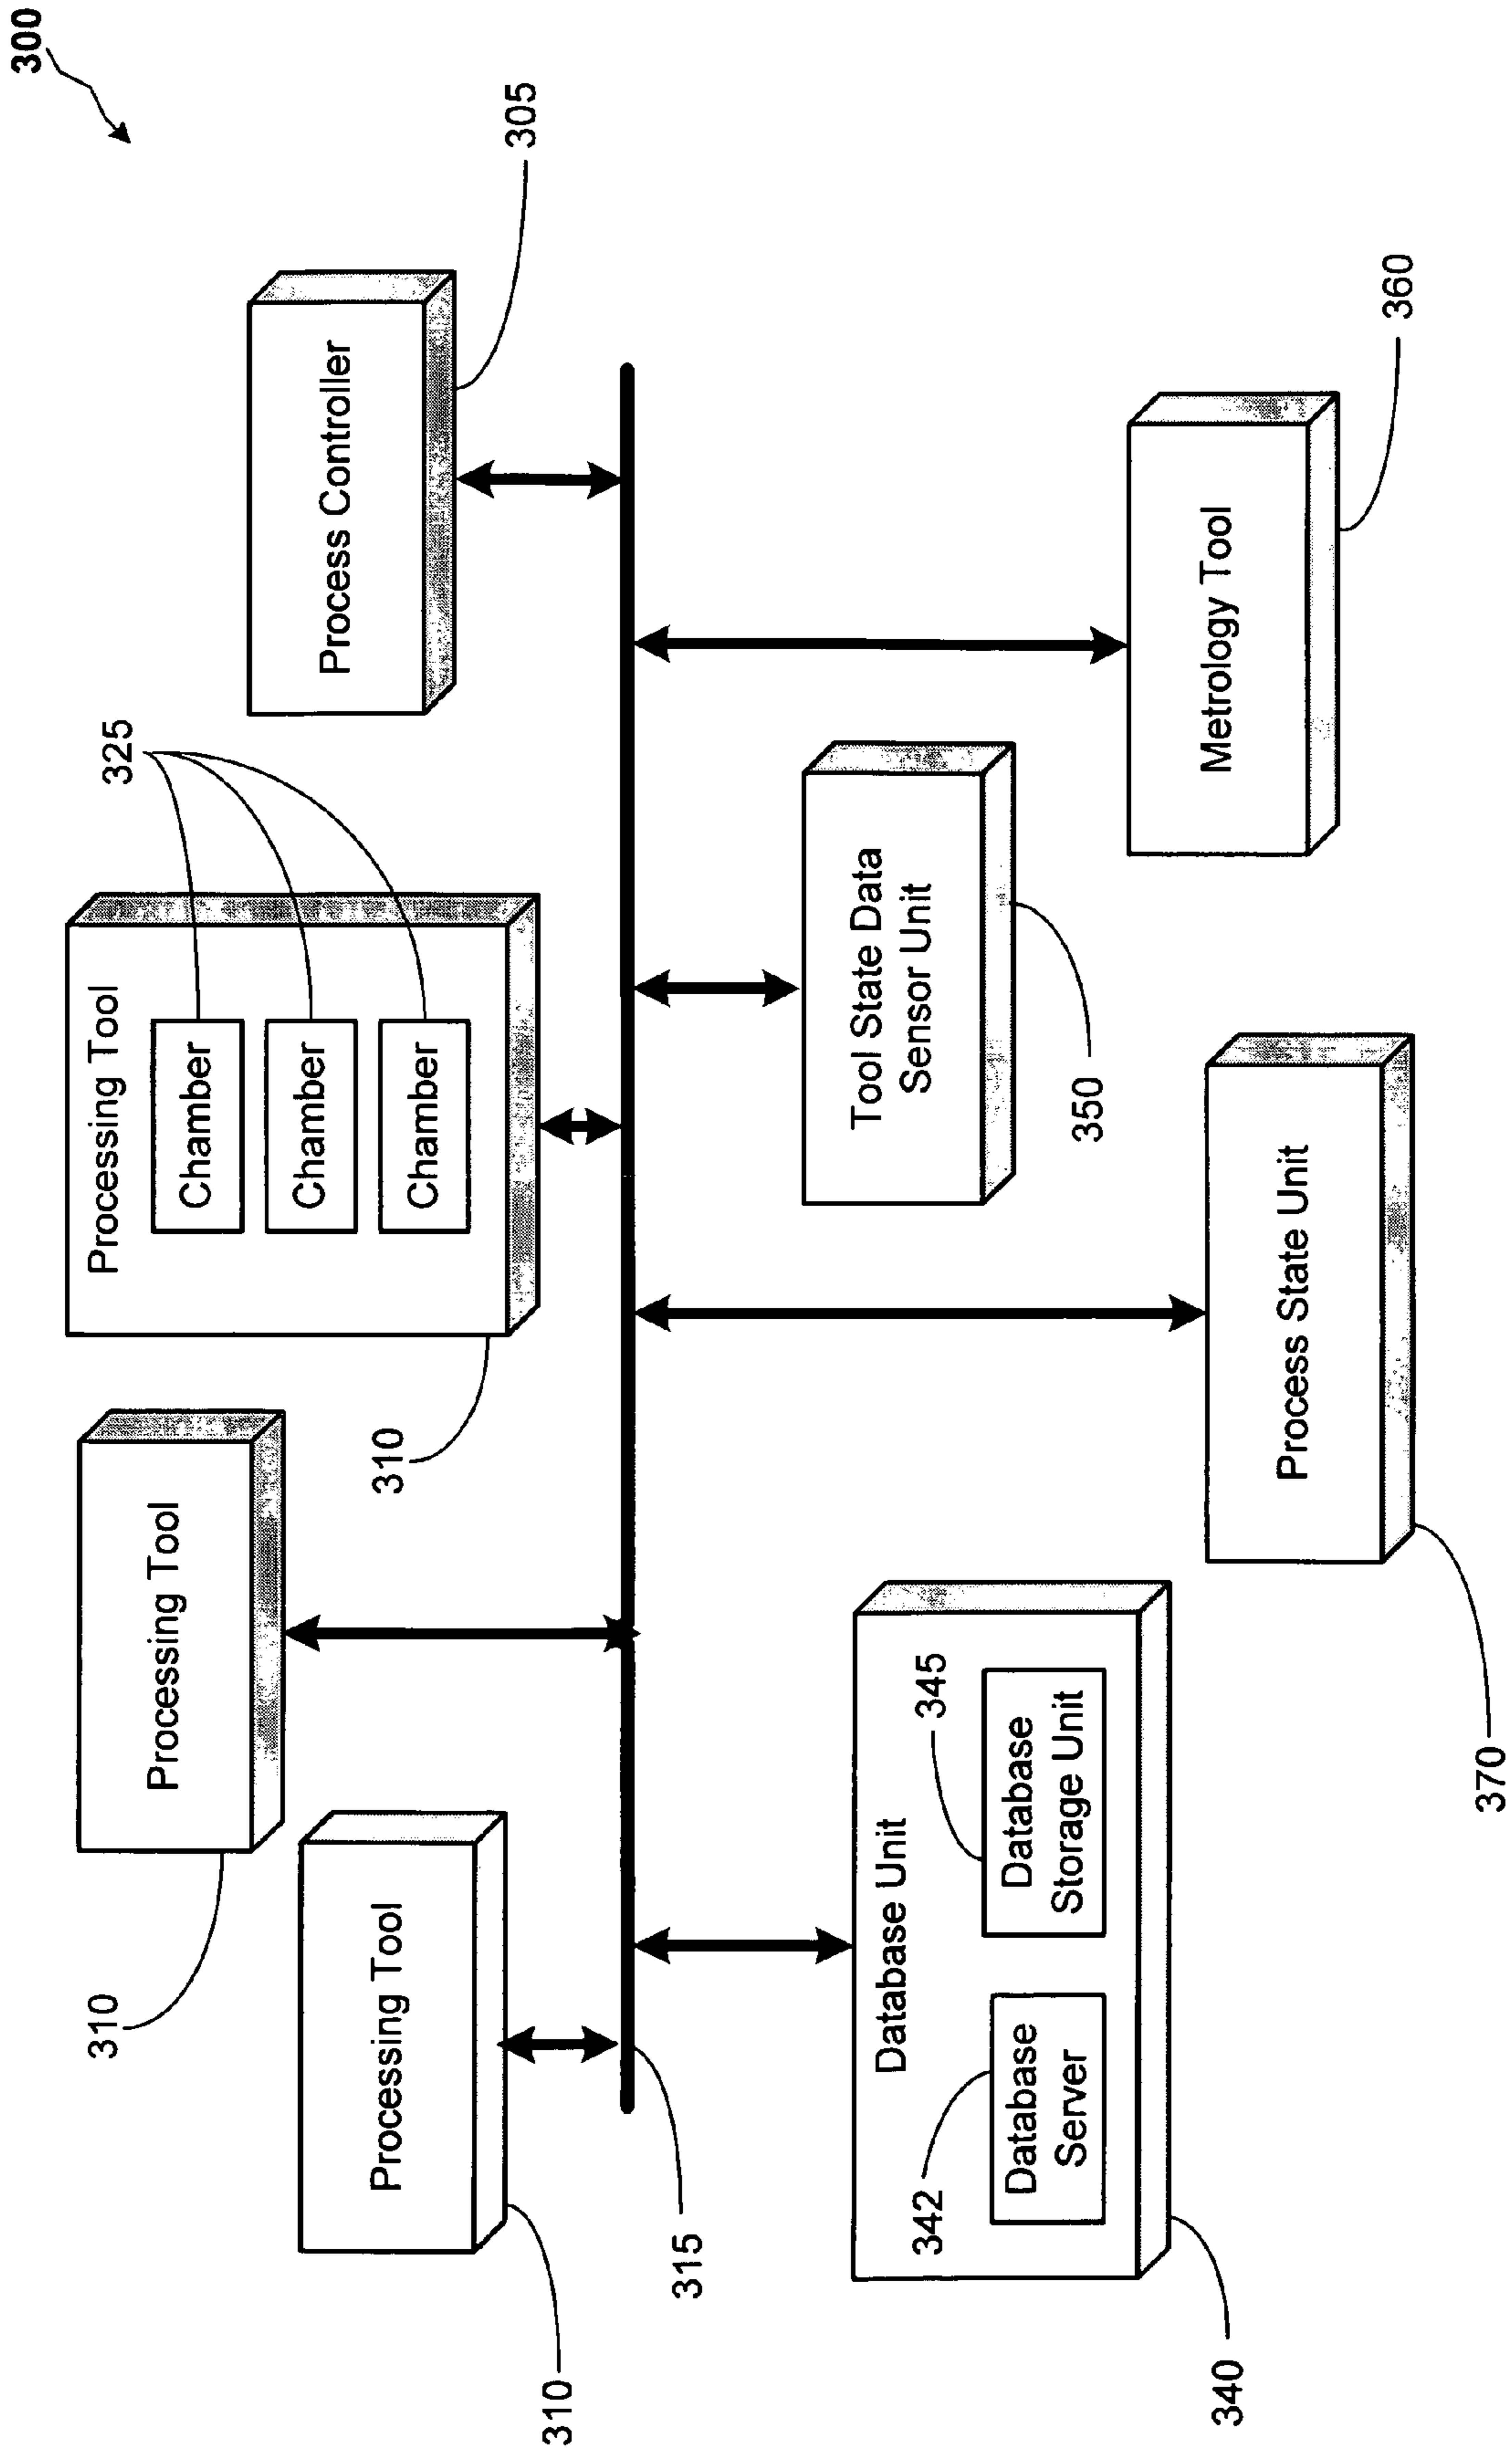 300
310
Processing Tool
310
Processing Tool
Processing Tool
Chamber
Chamber
Chamber
325
310
Process Controller
305
315
Database Unit
342
Database
Server
345
Database
Storage Unit
340
Tool State Data
Sensor Unit
350
Process State Unit
370
Metrology Tool
360